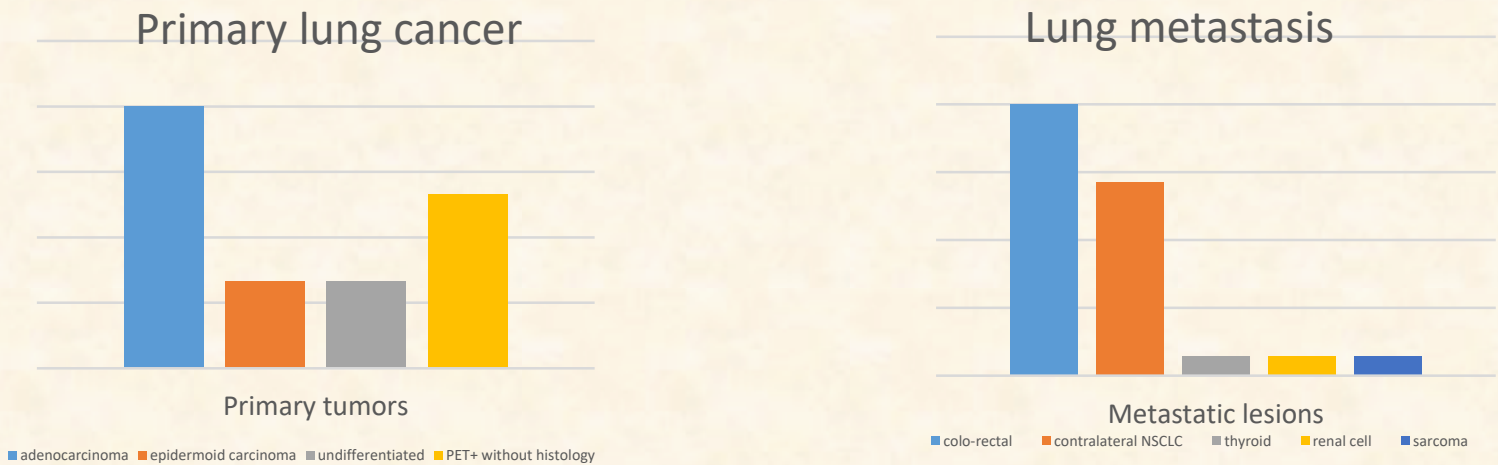 Primary lung cancer
Primary tumors
adenocarcinoma epidermoid carcinoma undifferentiated PET+ without histology
Lung metastasis
Metastatic lesions
colo-rectal contralateral NSCLC thyroid renal cell sarcoma